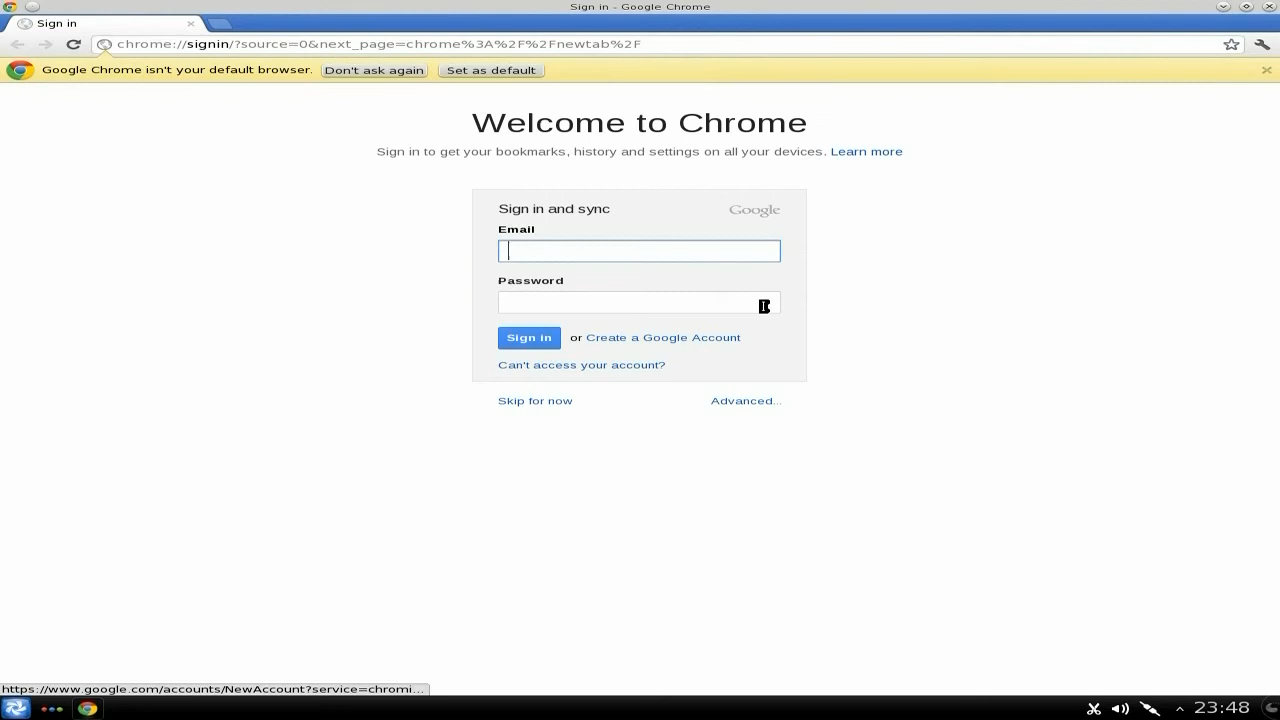 Sign in - Google Chrome
Sign in
chrome://signin/?source=0&next_page=chrome%3A%2F%2Fnewtab%2F
Google Chrome isn't your default browser. Don't ask again Set as default
Welcome to Chrome
Sign in to get your bookmarks, history and settings on all your devices. Learn more
Sign in and sync Google
Email
Password
Sign in or Create a Google Account
Can't access your account?
Skip for now Advanced...
https://www.google.com/accounts/NewAccount?service=chromi...
23:48